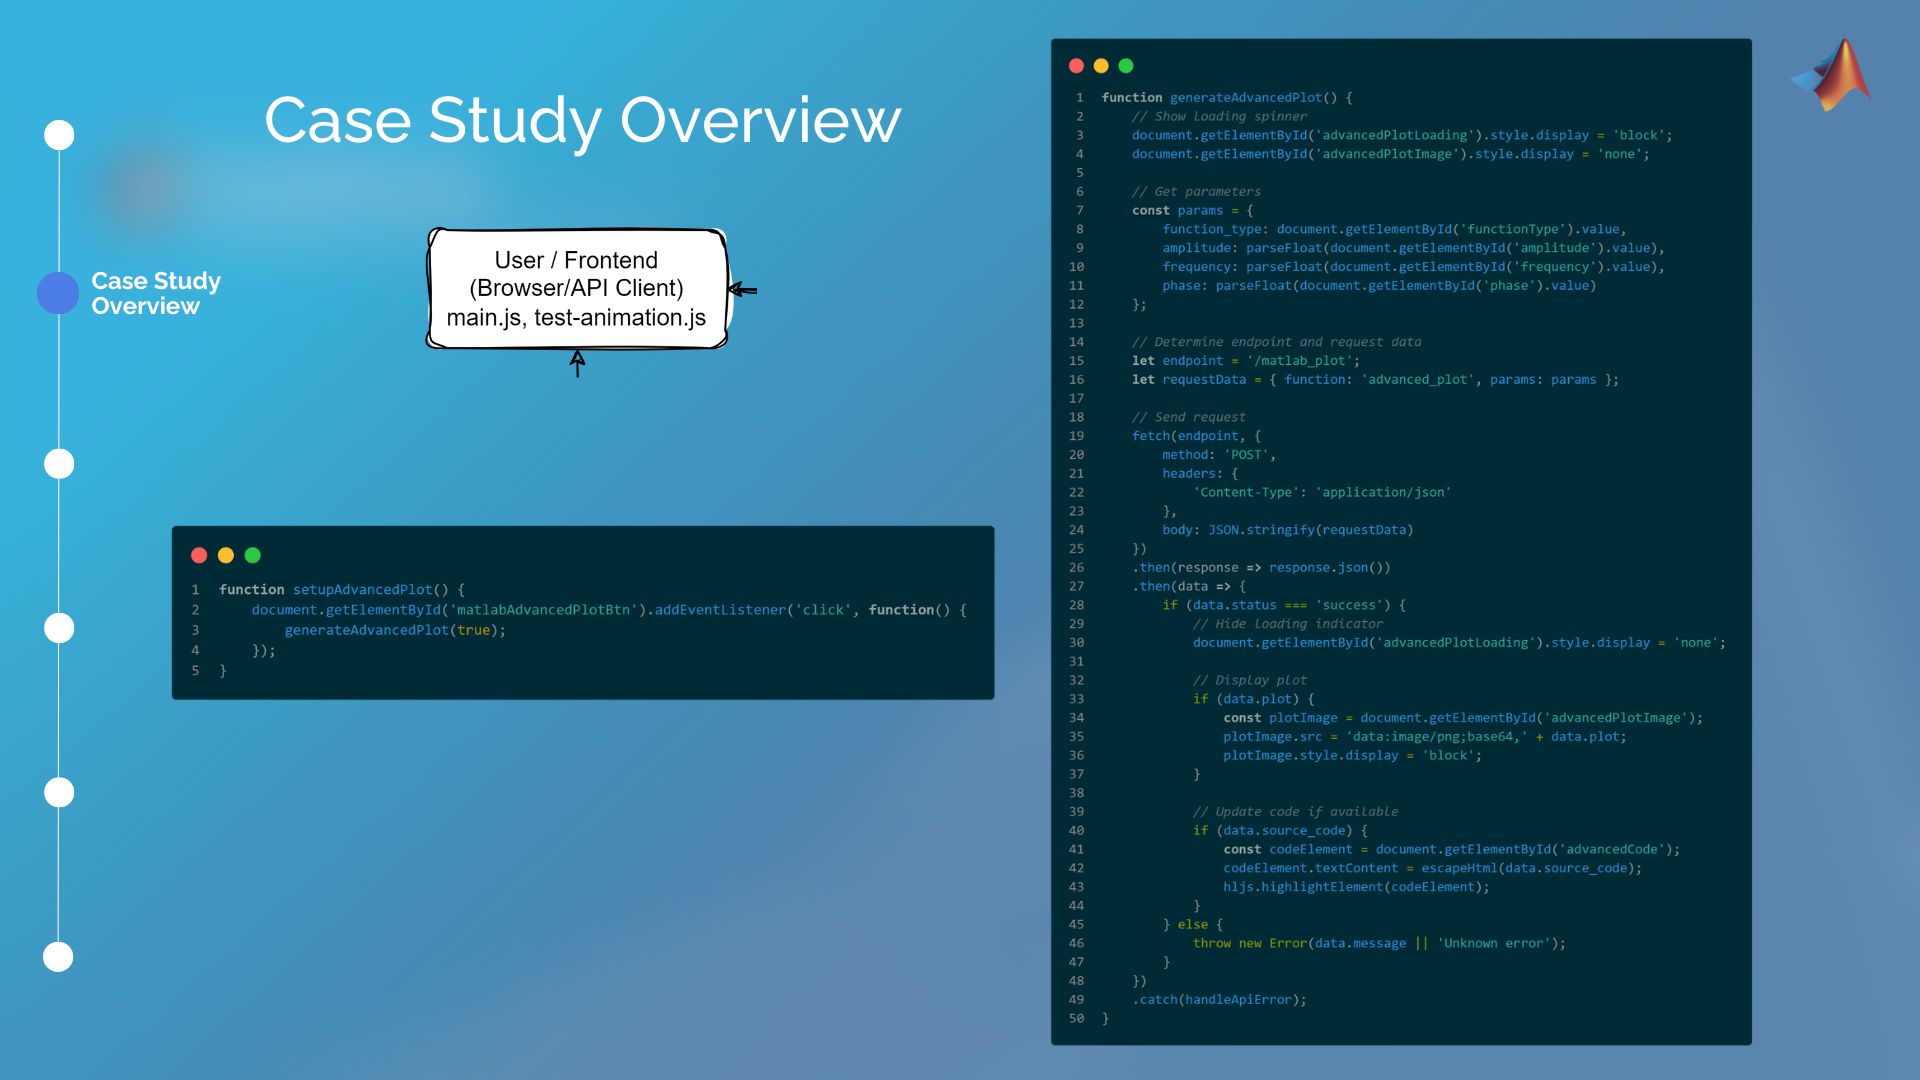 Case Study Overview
Case Study
Overview
User / Frontend
(Browser/API Client)
main.js, test-animation.js
1 function setupAdvancedPlot() {
2     document.getElementById('matlabAdvancedPlotBtn').addEventListener('click', function() {
3         generateAdvancedPlot(true);
4     });
5 }
1 function generateAdvancedPlot() {
2     // Show loading spinner
3     document.getElementById('advancedPlotLoading').style.display = 'block';
4     document.getElementById('advancedPlotImage').style.display = 'none';
5
6     // Get parameters
7     const params = {
8         function_type: document.getElementById('functionType').value,
9         amplitude: parseFloat(document.getElementById('amplitude').value),
10         frequency: parseFloat(document.getElementById('frequency').value),
11         phase: parseFloat(document.getElementById('phase').value)
12     };
13
14     // Determine endpoint and request data
15     let endpoint = '/matlab_plot';
16     let requestData = { function: 'advanced_plot', params: params };
17
18     // Send request
19     fetch(endpoint, {
20         method: 'POST',
21         headers: {
22             'Content-Type': 'application/json'
23         },
24         body: JSON.stringify(requestData)
25     })
26     .then(response => response.json())
27     .then(data => {
28         if (data.status === 'success') {
29             // Hide loading indicator
30             document.getElementById('advancedPlotLoading').style.display = 'none';
31
32             // Display plot
33             if (data.plot) {
34                 const plotImage = document.getElementById('advancedPlotImage');
35                 plotImage.src = 'data:image/png;base64,' + data.plot;
36                 plotImage.style.display = 'block';
37             }
38
39             // Update code if available
40             if (data.source_code) {
41                 const codeElement = document.getElementById('advancedCode');
42                 codeElement.textContent = escapeHtml(data.source_code);
43                 hljs.highlightElement(codeElement);
44             }
45         } else {
46             throw new Error(data.message || 'Unknown error');
47         }
48     })
49     .catch(handleApiError);
50 }